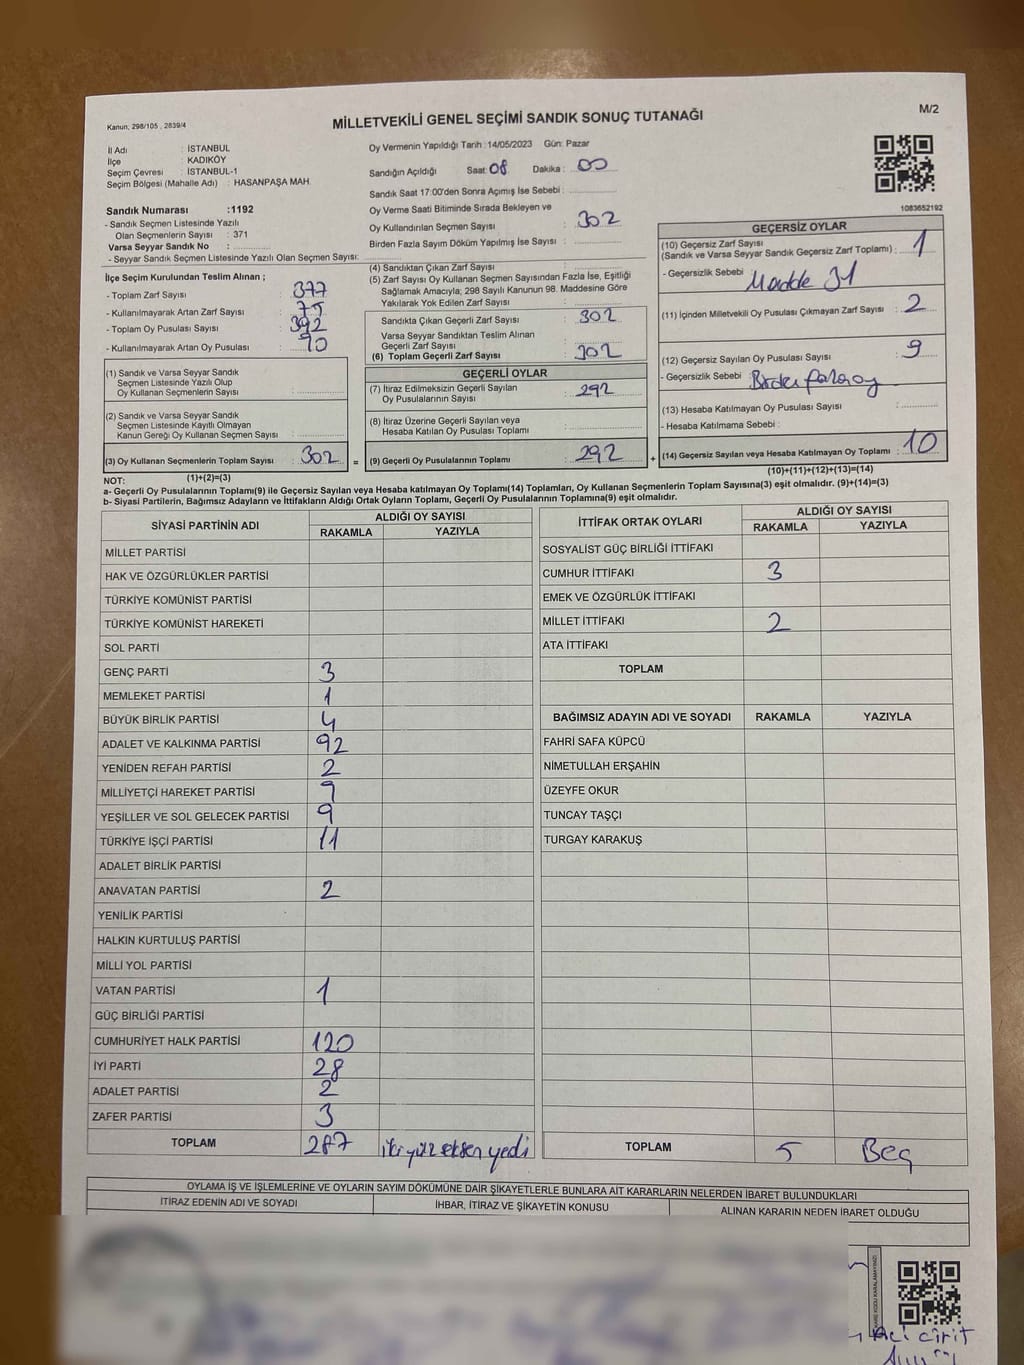 Kanun, 298/105 , 2839/4
MİLLETVEKİLİ GENEL SEÇİMİ SANDIK SONUÇ TUTANAĞI
M/2
İl Adı : İSTANBUL
İlçe : KADIKÖY
Seçim Çevresi : İSTANBUL-1
Seçim Bölgesi (Mahalle Adı) : HASANPAŞA MAH.
Oy Vermenin Yapıldığı Tarih : 14/05/2023 Gün: Pazar
Sandığın Açıldığı Saat: 08 Dakika : 00
Sandık Saat 17:00'den Sonra Açımış İse Sebebi :
Oy Verme Saati Bitiminde Sırada Bekleyen ve
Oy Kullandırılan Seçmen Sayısı : 302
Birden Fazla Sayım Döküm Yapılmış İse Sayısı :
1083652192
Sandık Numarası :1192
- Sandık Seçmen Listesinde Yazılı
Olan Seçmenlerin Sayısı : 371
Varsa Seyyar Sandık No :
- Seyyar Sandık Seçmen Listesinde Yazılı Olan Seçmen Sayısı:
İlçe Seçim Kurulundan Teslim Alınan ;
- Toplam Zarf Sayısı : 377
- Kullanılmayarak Artan Zarf Sayısı : 75
- Toplam Oy Pusulası Sayısı : 392
- Kullanılmayarak Artan Oy Pusulası : 90
(1) Sandık ve Varsa Seyyar Sandık
Seçmen Listesinde Yazılı Olup
Oy Kullanan Seçmenlerin Sayısı :
(2) Sandık ve Varsa Seyyar Sandık
Seçmen Listesinde Kayıtlı Olmayan
Kanun Gereği Oy Kullanan Seçmen Sayısı :
(3) Oy Kullanan Seçmenlerin Toplam Sayısı : 302 =
(1)+(2)=(3)
(4) Sandıktan Çıkan Zarf Sayısı :
(5) Zarf Sayısı Oy Kullanan Seçmen Sayısından Fazla İse, Eşitliği
Sağlamak Amacıyla; 298 Sayılı Kanunun 98. Maddesine Göre
Yakılarak Yok Edilen Zarf Sayısı :
Sandıkta Çıkan Geçerli Zarf Sayısı : 302
Varsa Seyyar Sandıktan Teslim Alınan
Geçerli Zarf Sayısı :
(6) Toplam Geçerli Zarf Sayısı : 302
GEÇERLİ OYLAR
(7) İtiraz Edilmeksizin Geçerli Sayılan
Oy Pusulalarının Sayısı : 292
(8) İtiraz Üzerine Geçerli Sayılan veya
Hesaba Katılan Oy Pusulası Toplamı :
(9) Geçerli Oy Pusulalarının Toplamı : 292 +
GEÇERSİZ OYLAR
(10) Geçersiz Zarf Sayısı
(Sandık ve Varsa Seyyar Sandık Geçersiz Zarf Toplamı) : 1
- Geçersizlik Sebebi : Madde 31
(11) İçinden Milletvekili Oy Pusulası Çıkmayan Zarf Sayısı : 2
(12) Geçersiz Sayılan Oy Pusulası Sayısı : 9
- Geçersizlik Sebebi :
(13) Hesaba Katılmayan Oy Pusulası Sayısı :
- Hesaba Katılmama Sebebi :
(14) Geçersiz Sayılan veya Hesaba Katılmayan Oy Toplamı : 10
(10)+(11)+(12)+(13)=(14)
NOT:
a- Geçerli Oy Pusulalarının Toplamı(9) ile Geçersiz Sayılan veya Hesaba katılmayan Oy Toplamı(14) Toplamları, Oy Kullanan Seçmenlerin Toplam Sayısına(3) eşit olmalıdır. (9)+(14)=(3)
b- Siyasi Partilerin, Bağımsız Adayların ve İttifakların Aldığı Ortak Oyların Toplamı, Geçerli Oy Pusulalarının Toplamına(9) eşit olmalıdır.
SİYASİ PARTİNİN ADI ALDIĞI OY SAYISI
RAKAMLA YAZIYLA
MİLLET PARTİSİ
HAK VE ÖZGÜRLÜKLER PARTİSİ
TÜRKİYE KOMÜNİST PARTİSİ
TÜRKİYE KOMÜNİST HAREKETİ
SOL PARTİ
GENÇ PARTİ 3
MEMLEKET PARTİSİ 1
BÜYÜK BİRLİK PARTİSİ 4
ADALET VE KALKINMA PARTİSİ 92
YENİDEN REFAH PARTİSİ 2
MİLLİYETÇİ HAREKET PARTİSİ 9
YEŞİLLER VE SOL GELECEK PARTİSİ 9
TÜRKİYE İŞÇİ PARTİSİ 11
ADALET BİRLİK PARTİSİ
ANAVATAN PARTİSİ 2
YENİLİK PARTİSİ
HALKIN KURTULUŞ PARTİSİ
MİLLİ YOL PARTİSİ
VATAN PARTİSİ 1
GÜÇ BİRLİĞİ PARTİSİ
CUMHURİYET HALK PARTİSİ 120
İYİ PARTİ 28
ADALET PARTİSİ 2
ZAFER PARTİSİ 3
TOPLAM 287 iki yüz seksen yedi
İTTİFAK ORTAK OYLARI ALDIĞI OY SAYISI
RAKAMLA YAZIYLA
SOSYALİST GÜÇ BİRLİĞİ İTTİFAKI
CUMHUR İTTİFAKI 3
EMEK VE ÖZGÜRLÜK İTTİFAKI
MİLLET İTTİFAKI 2
ATA İTTİFAKI
TOPLAM
BAĞIMSIZ ADAYIN ADI VE SOYADI RAKAMLA YAZIYLA
FAHRİ SAFA KÜPCÜ
NİMETULLAH ERŞAHİN
ÜZEYFE OKUR
TUNCAY TAŞÇI
TURGAY KARAKUŞ
TOPLAM 5 Beş
OYLAMA İŞ VE İŞLEMLERİNE VE OYLARIN SAYIM DÖKÜMÜNE DAİR ŞİKAYETLERLE BUNLARA AİT KARARLARIN NELERDEN İBARET BULUNDUKLARI
İTİRAZ EDENİN ADI VE SOYADI İHBAR, İTİRAZ VE ŞİKAYETİN KONUSU ALINAN KARARIN NEDEN İBARET OLDUĞU